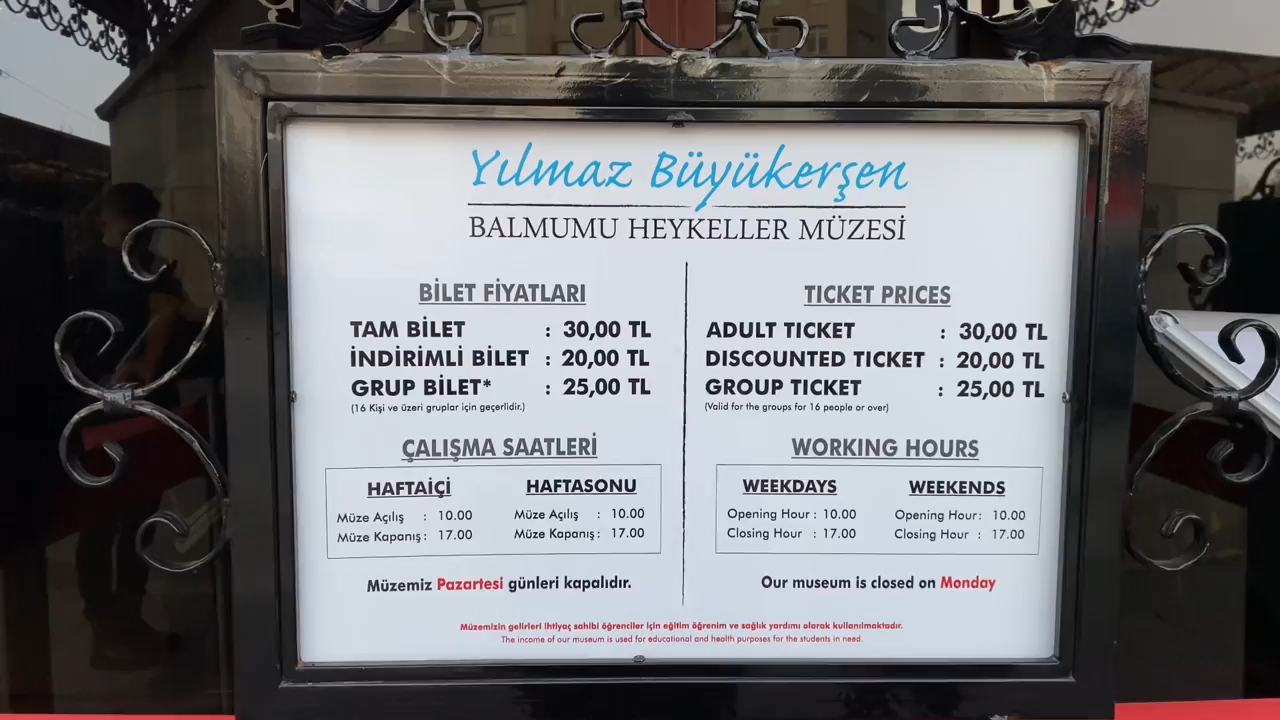 Yılmaz Büyükerşen
BALMUMU HEYKELLER MÜZESİ
BİLET FİYATLARI
TAM BİLET : 30,00 TL
İNDİRİMLİ BİLET : 20,00 TL
GRUP BİLET* : 25,00 TL
(16 Kişi ve üzeri gruplar için geçerlidir.)
ÇALIŞMA SAATLERİ
HAFTAİÇİ
Müze Açılış : 10.00
Müze Kapanış : 17.00
HAFTASONU
Müze Açılış : 10.00
Müze Kapanış : 17.00
Müzemiz Pazartesi günleri kapalıdır.
TICKET PRICES
ADULT TICKET : 30,00 TL
DISCOUNTED TICKET : 20,00 TL
GROUP TICKET : 25,00 TL
(Valid for the groups for 16 people or over)
WORKING HOURS
WEEKDAYS
Opening Hour : 10.00
Closing Hour : 17.00
WEEKENDS
Opening Hour : 10.00
Closing Hour : 17.00
Our museum is closed on Monday
Müzemizin gelirleri ihtiyaç sahibi öğrenciler için eğitim öğrenim ve sağlık yardımı olarak kullanılmaktadır.
The income of our museum is used for educational and health purposes for the students in need.